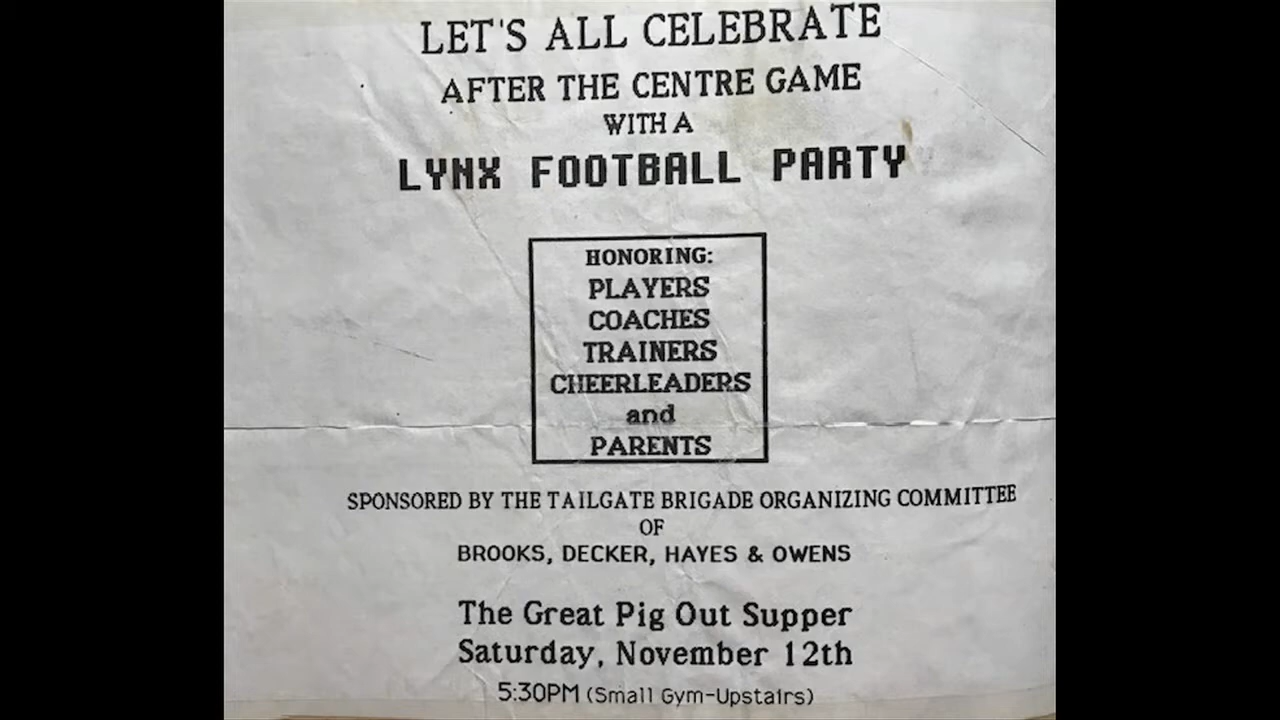 LET'S ALL CELEBRATE
AFTER THE CENTRE GAME
WITH A
LYNX FOOTBALL PARTY
HONORING:
PLAYERS
COACHES
TRAINERS
CHEERLEADERS
and
PARENTS
SPONSORED BY THE TAILGATE BRIGADE ORGANIZING COMMITTEE
OF
BROOKS, DECKER, HAYES & OWENS
The Great Pig Out Supper
Saturday, November 12th
5:30PM (Small Gym-Upstairs)